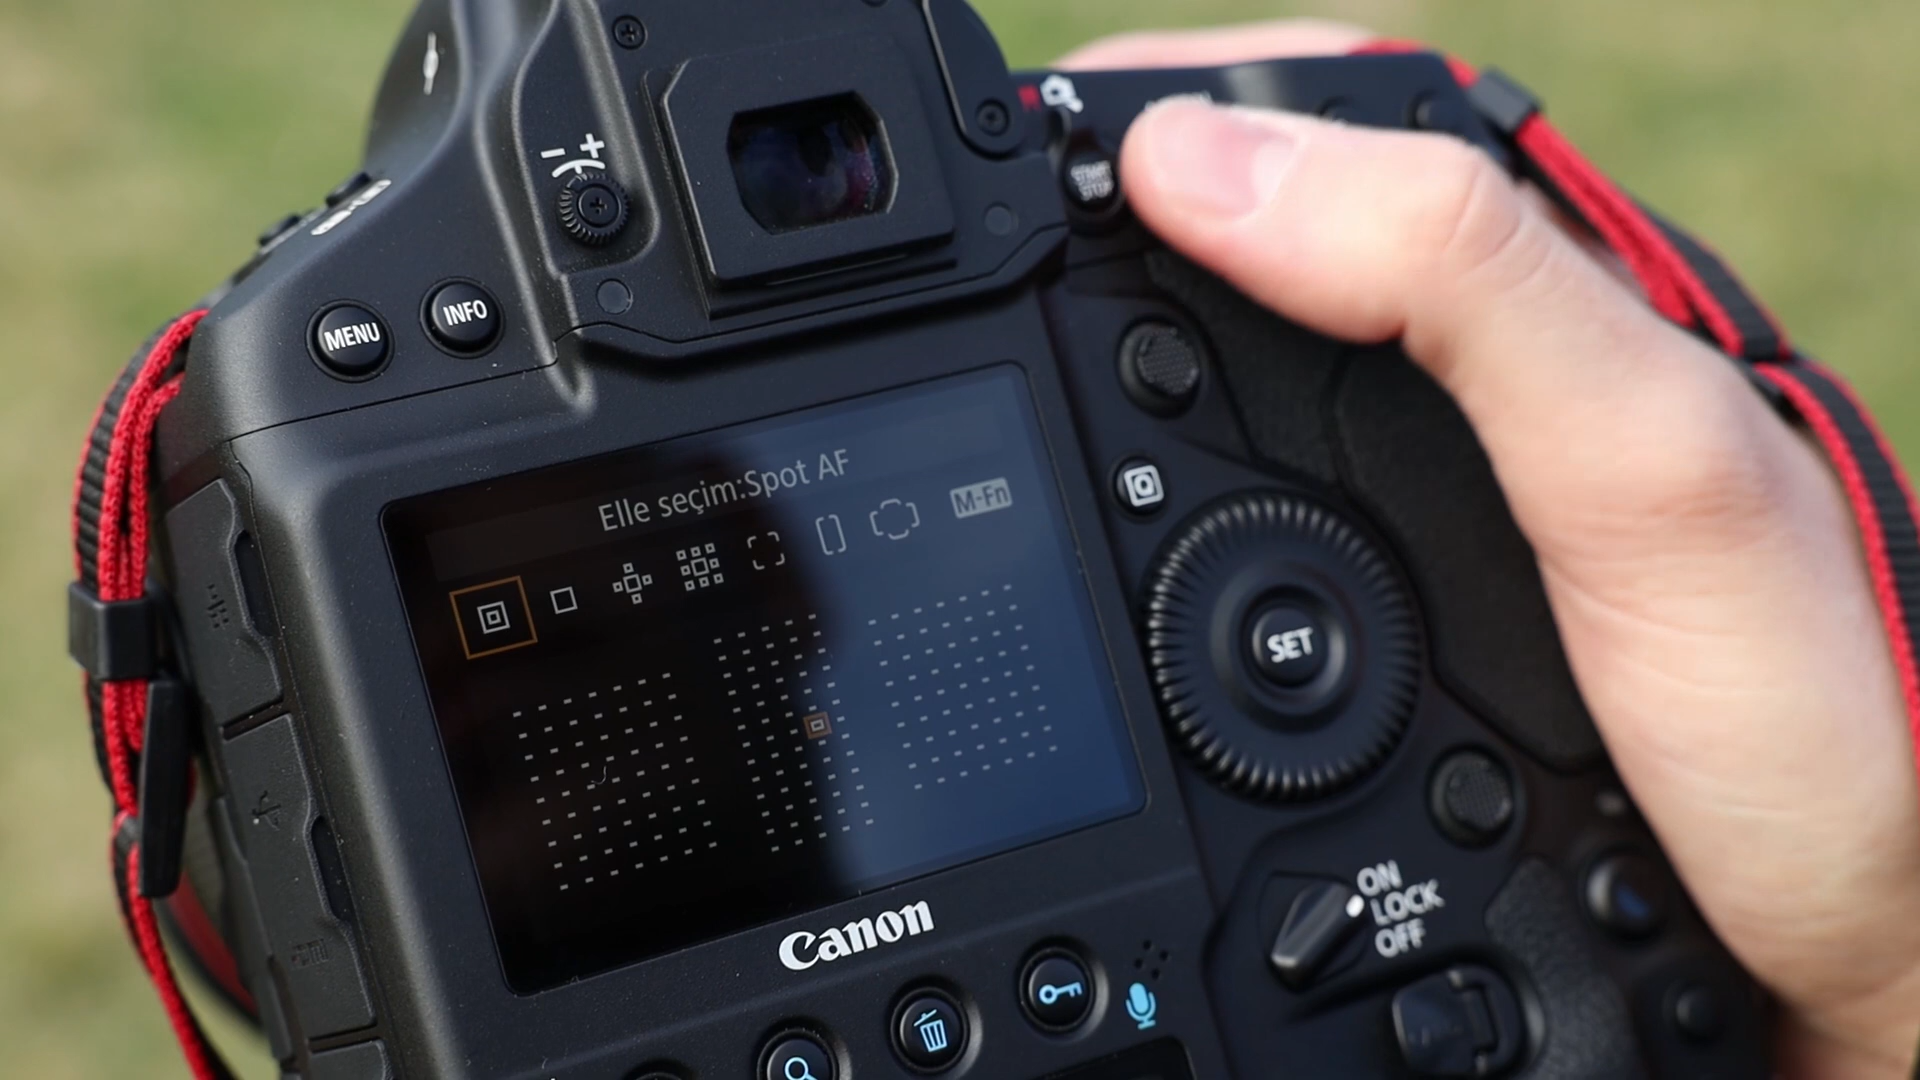 START
STOP
MENU
INFO
Elle seçim:Spot AF
M-Fn
SET
ON
LOCK
OFF
Canon